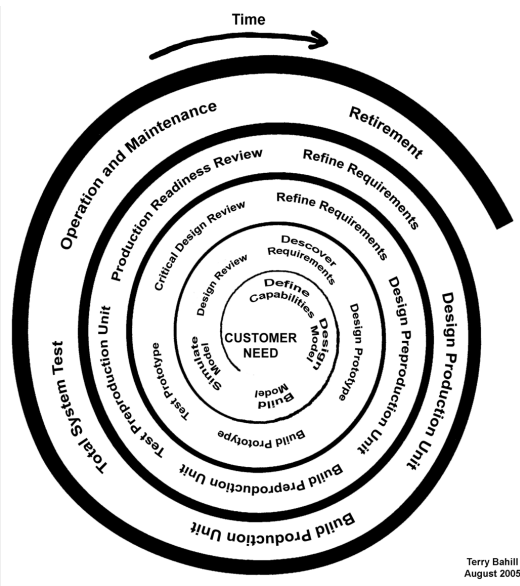 Time
CUSTOMER
NEED
Define
Capabilities
Design
Model
Build
Model
Simulate
Model
Design Review
Descover
Requirements
Design Prototype
Build Prototype
Test Prototype
Critical Design Review
Refine Requirements
Design Preproduction Unit
Build Preproduction Unit
Test Preproduction Unit
Production Readiness Review
Refine Requirements
Design Production Unit
Build Production Unit
Total System Test
Operation and Maintenance
Retirement
Terry Bahill
August 2005